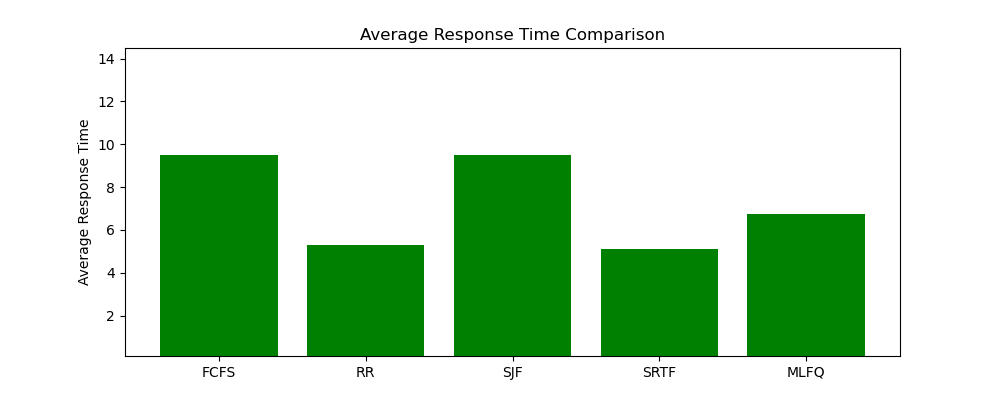 Average Response Time Comparison
Average Response Time
14
12
10
8
6
4
2
FCFS RR SJF SRTF MLFQ